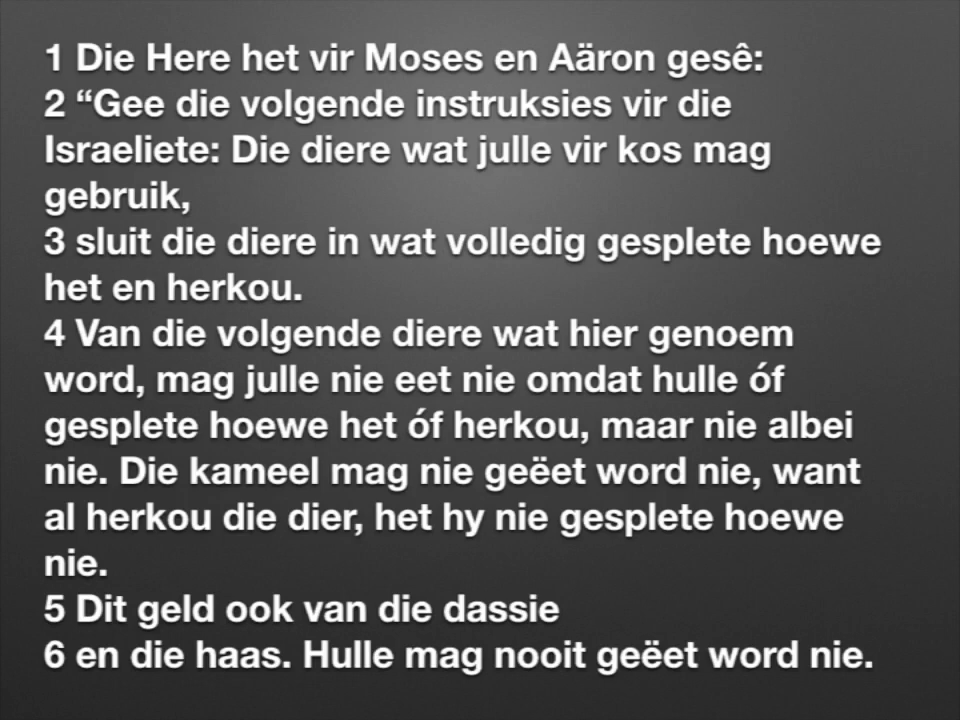 1 Die Here het vir Moses en Aäron gesê:
2 “Gee die volgende instruksies vir die
Israeliete: Die diere wat julle vir kos mag
gebruik,
3 sluit die diere in wat volledig gesplete hoewe
het en herkou.
4 Van die volgende diere wat hier genoem
word, mag julle nie eet nie omdat hulle óf
gesplete hoewe het óf herkou, maar nie albei
nie. Die kameel mag nie geëet word nie, want
al herkou die dier, het hy nie gesplete hoewe
nie.
5 Dit geld ook van die dassie
6 en die haas. Hulle mag nooit geëet word nie.